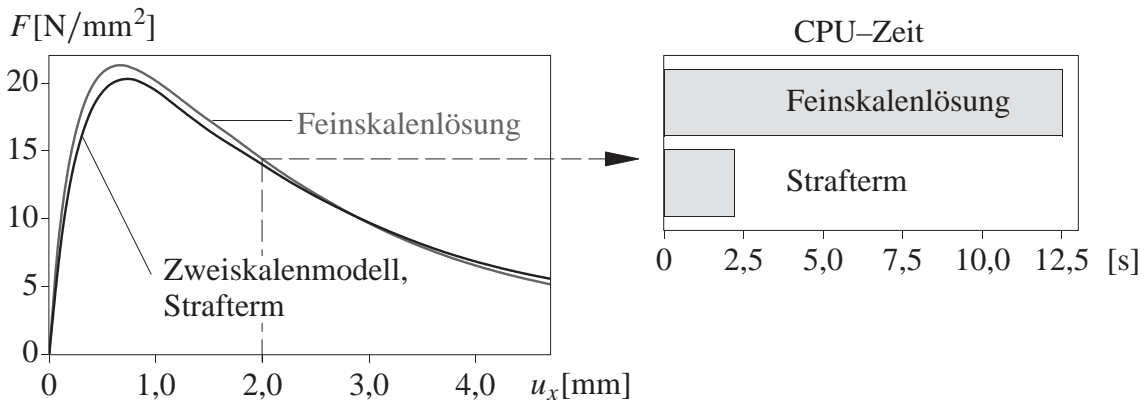 F[N/mm²]
20
15
10
5
0
0 1,0 2,0 3,0 4,0 uₓ[mm]
Feinskalenlösung
Zweiskalenmodell,
Strafterm
CPU–Zeit
Feinskalenlösung
Strafterm
0 2,5 5,0 7,5 10,0 12,5 [s]